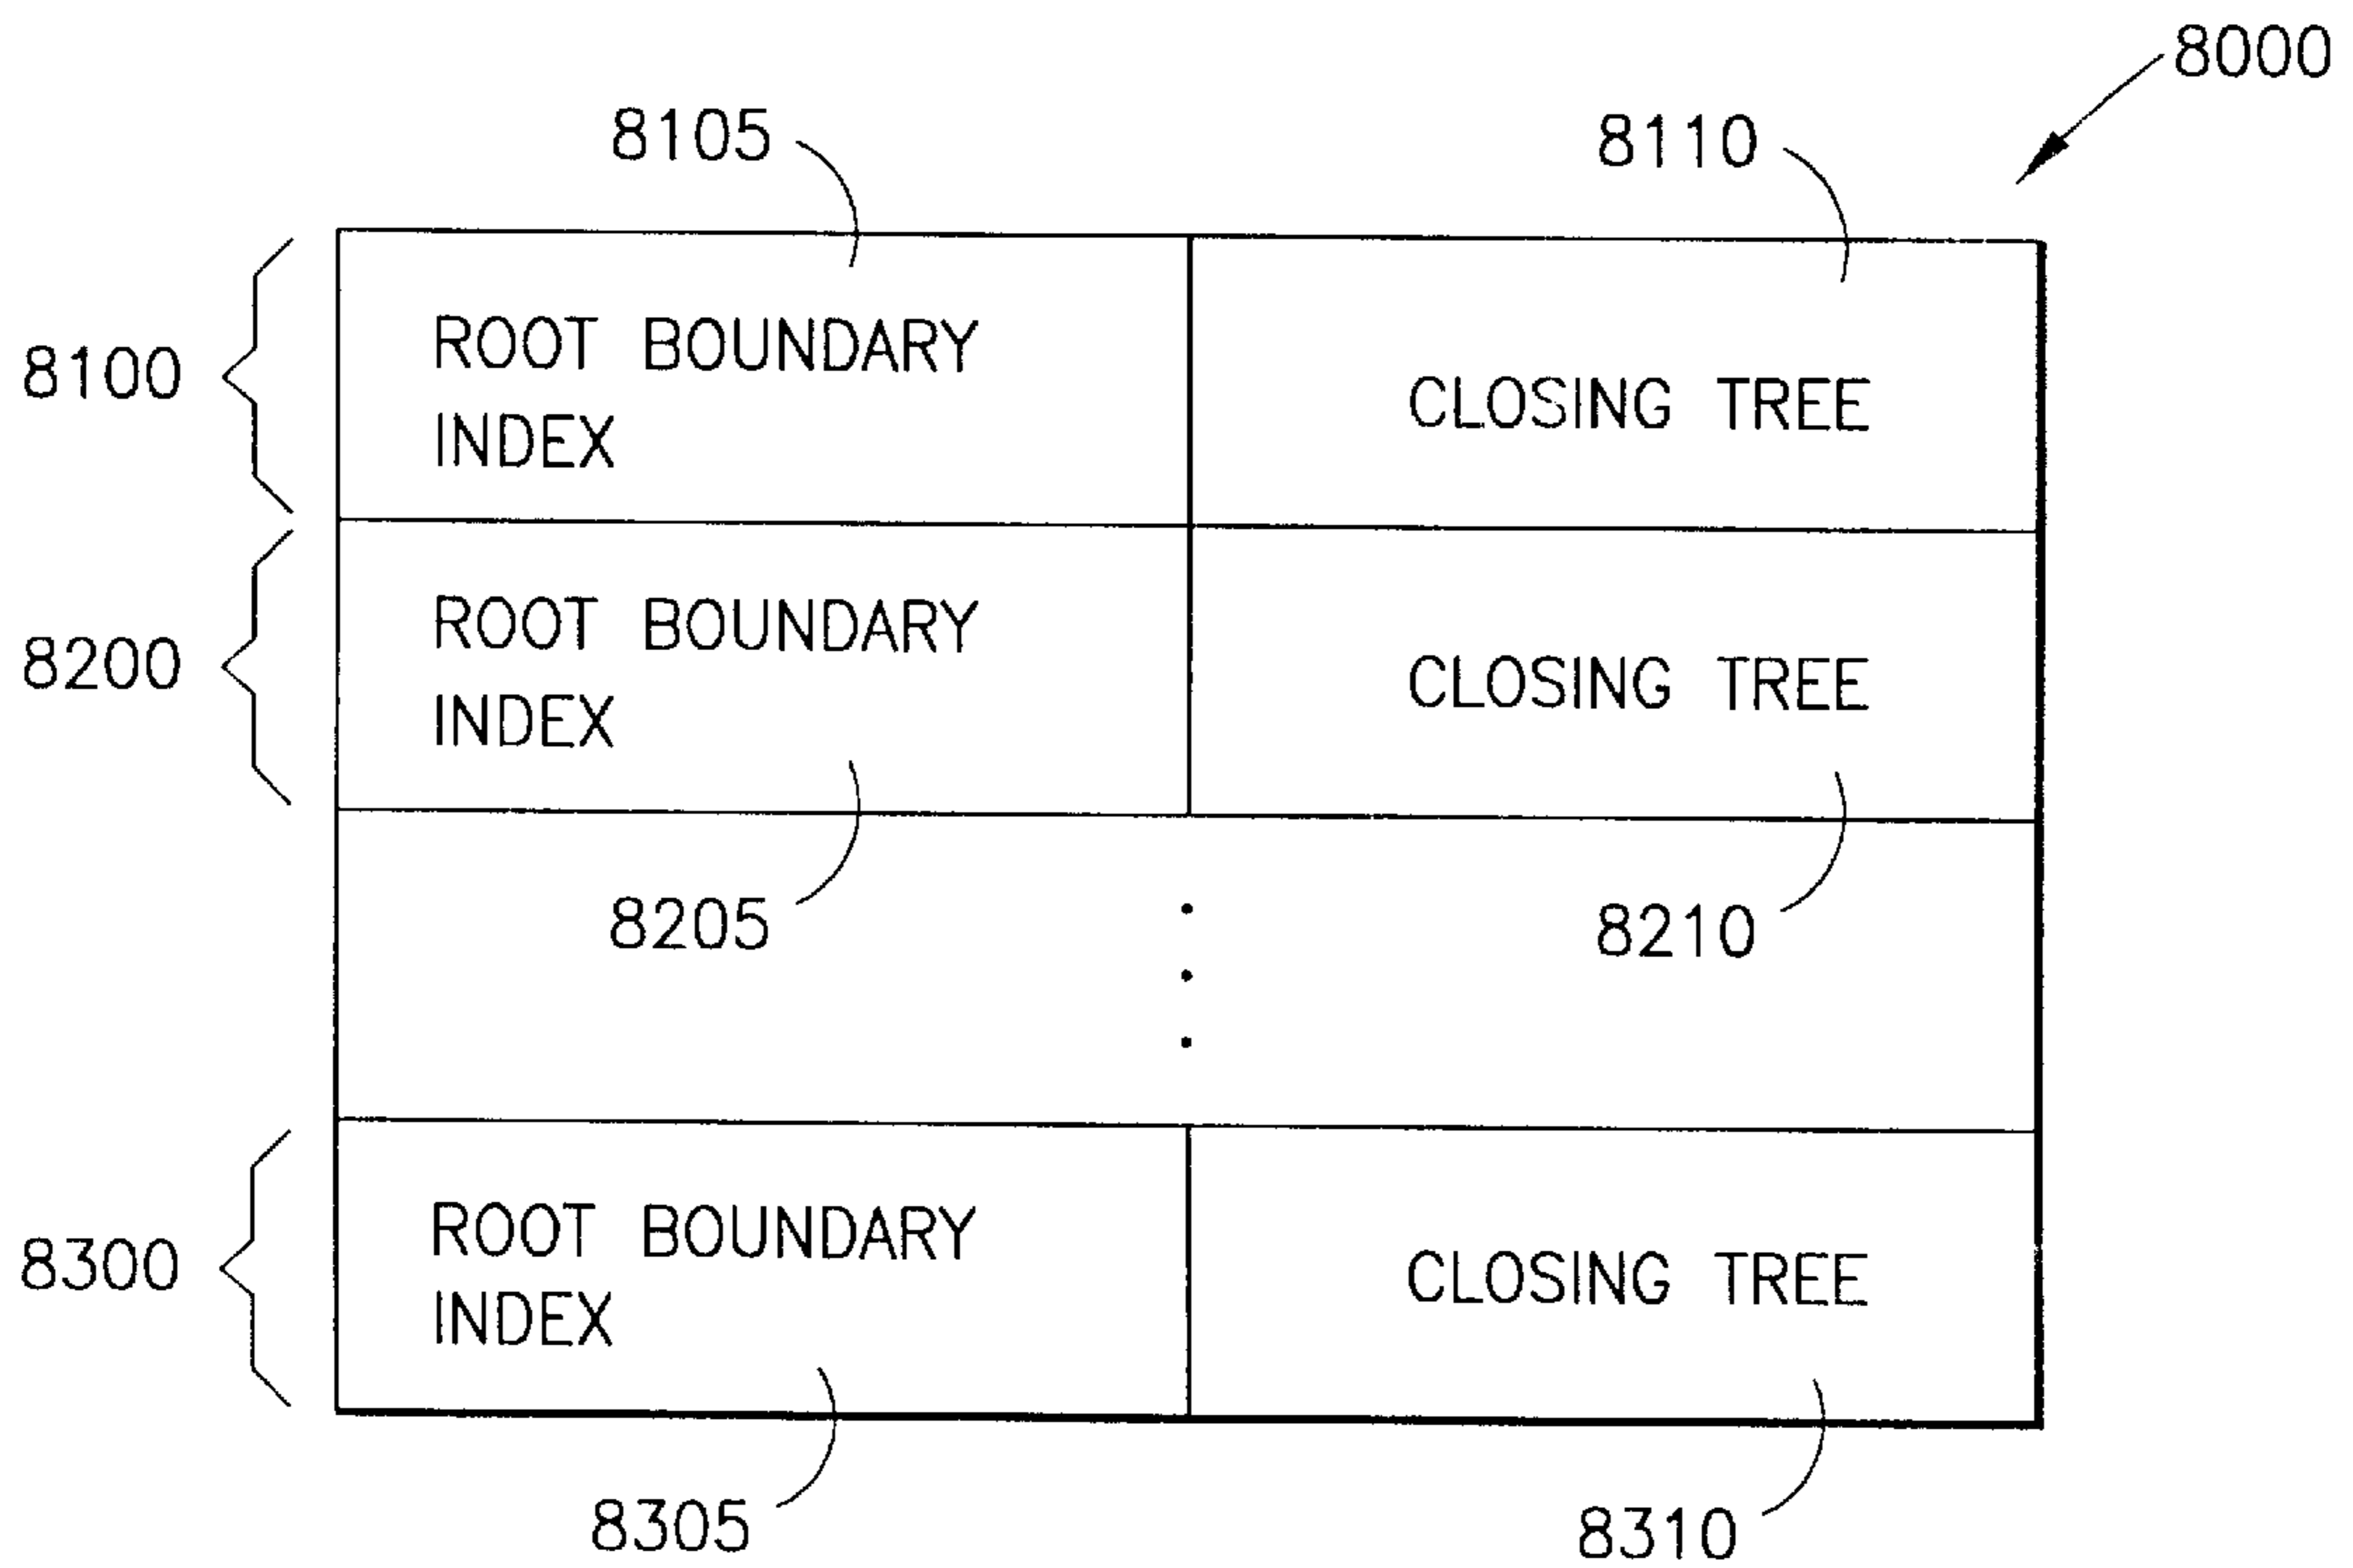 8000
8105
8110
8100
ROOT BOUNDARY
INDEX
CLOSING TREE
8200
ROOT BOUNDARY
INDEX
CLOSING TREE
8205
8210
8300
ROOT BOUNDARY
INDEX
CLOSING TREE
8305
8310